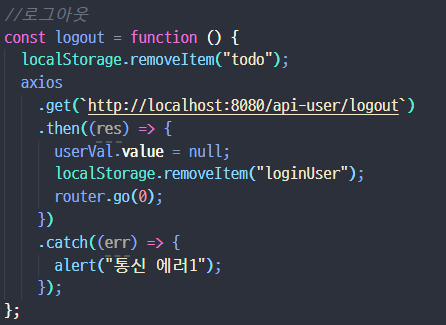 //로그아웃
const logout = function () {
  localStorage.removeItem("todo");
  axios
    .get(`http://localhost:8080/api-user/logout`)
    .then((res) => {
      userVal.value = null;
      localStorage.removeItem("loginUser");
      router.go(0);
    })
    .catch((err) => {
      alert("통신 에러1");
    });
};